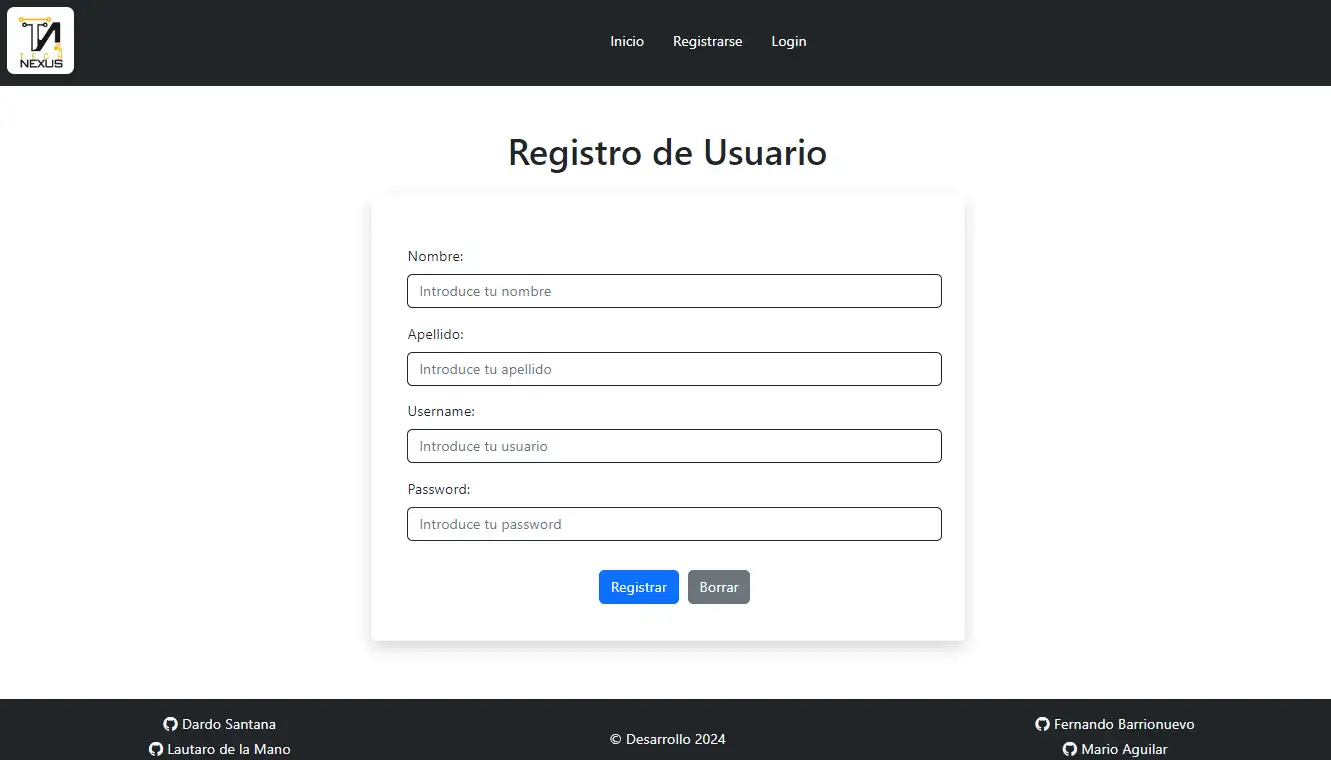 TN
TECH
NEXUS
Inicio Registrarse Login
Registro de Usuario
Nombre:
Introduce tu nombre
Apellido:
Introduce tu apellido
Username:
Introduce tu usuario
Password:
Introduce tu password
Registrar Borrar
Dardo Santana
Lautaro de la Mano
© Desarrollo 2024
Fernando Barrionuevo
Mario Aguilar